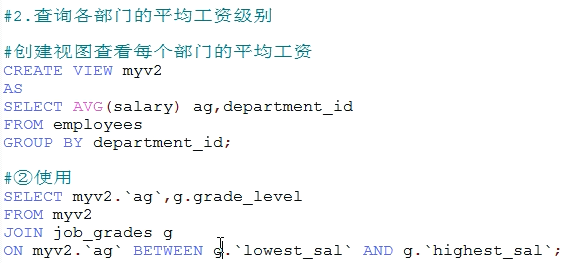 #2.查询各部门的平均工资级别
#创建视图查看每个部门的平均工资
CREATE VIEW myv2
AS
SELECT AVG(salary) ag,department_id
FROM employees
GROUP BY department_id;
#②使用
SELECT myv2.`ag`,g.grade_level
FROM myv2
JOIN job_grades g
ON myv2.`ag` BETWEEN g.`lowest_sal` AND g.`highest_sal`;